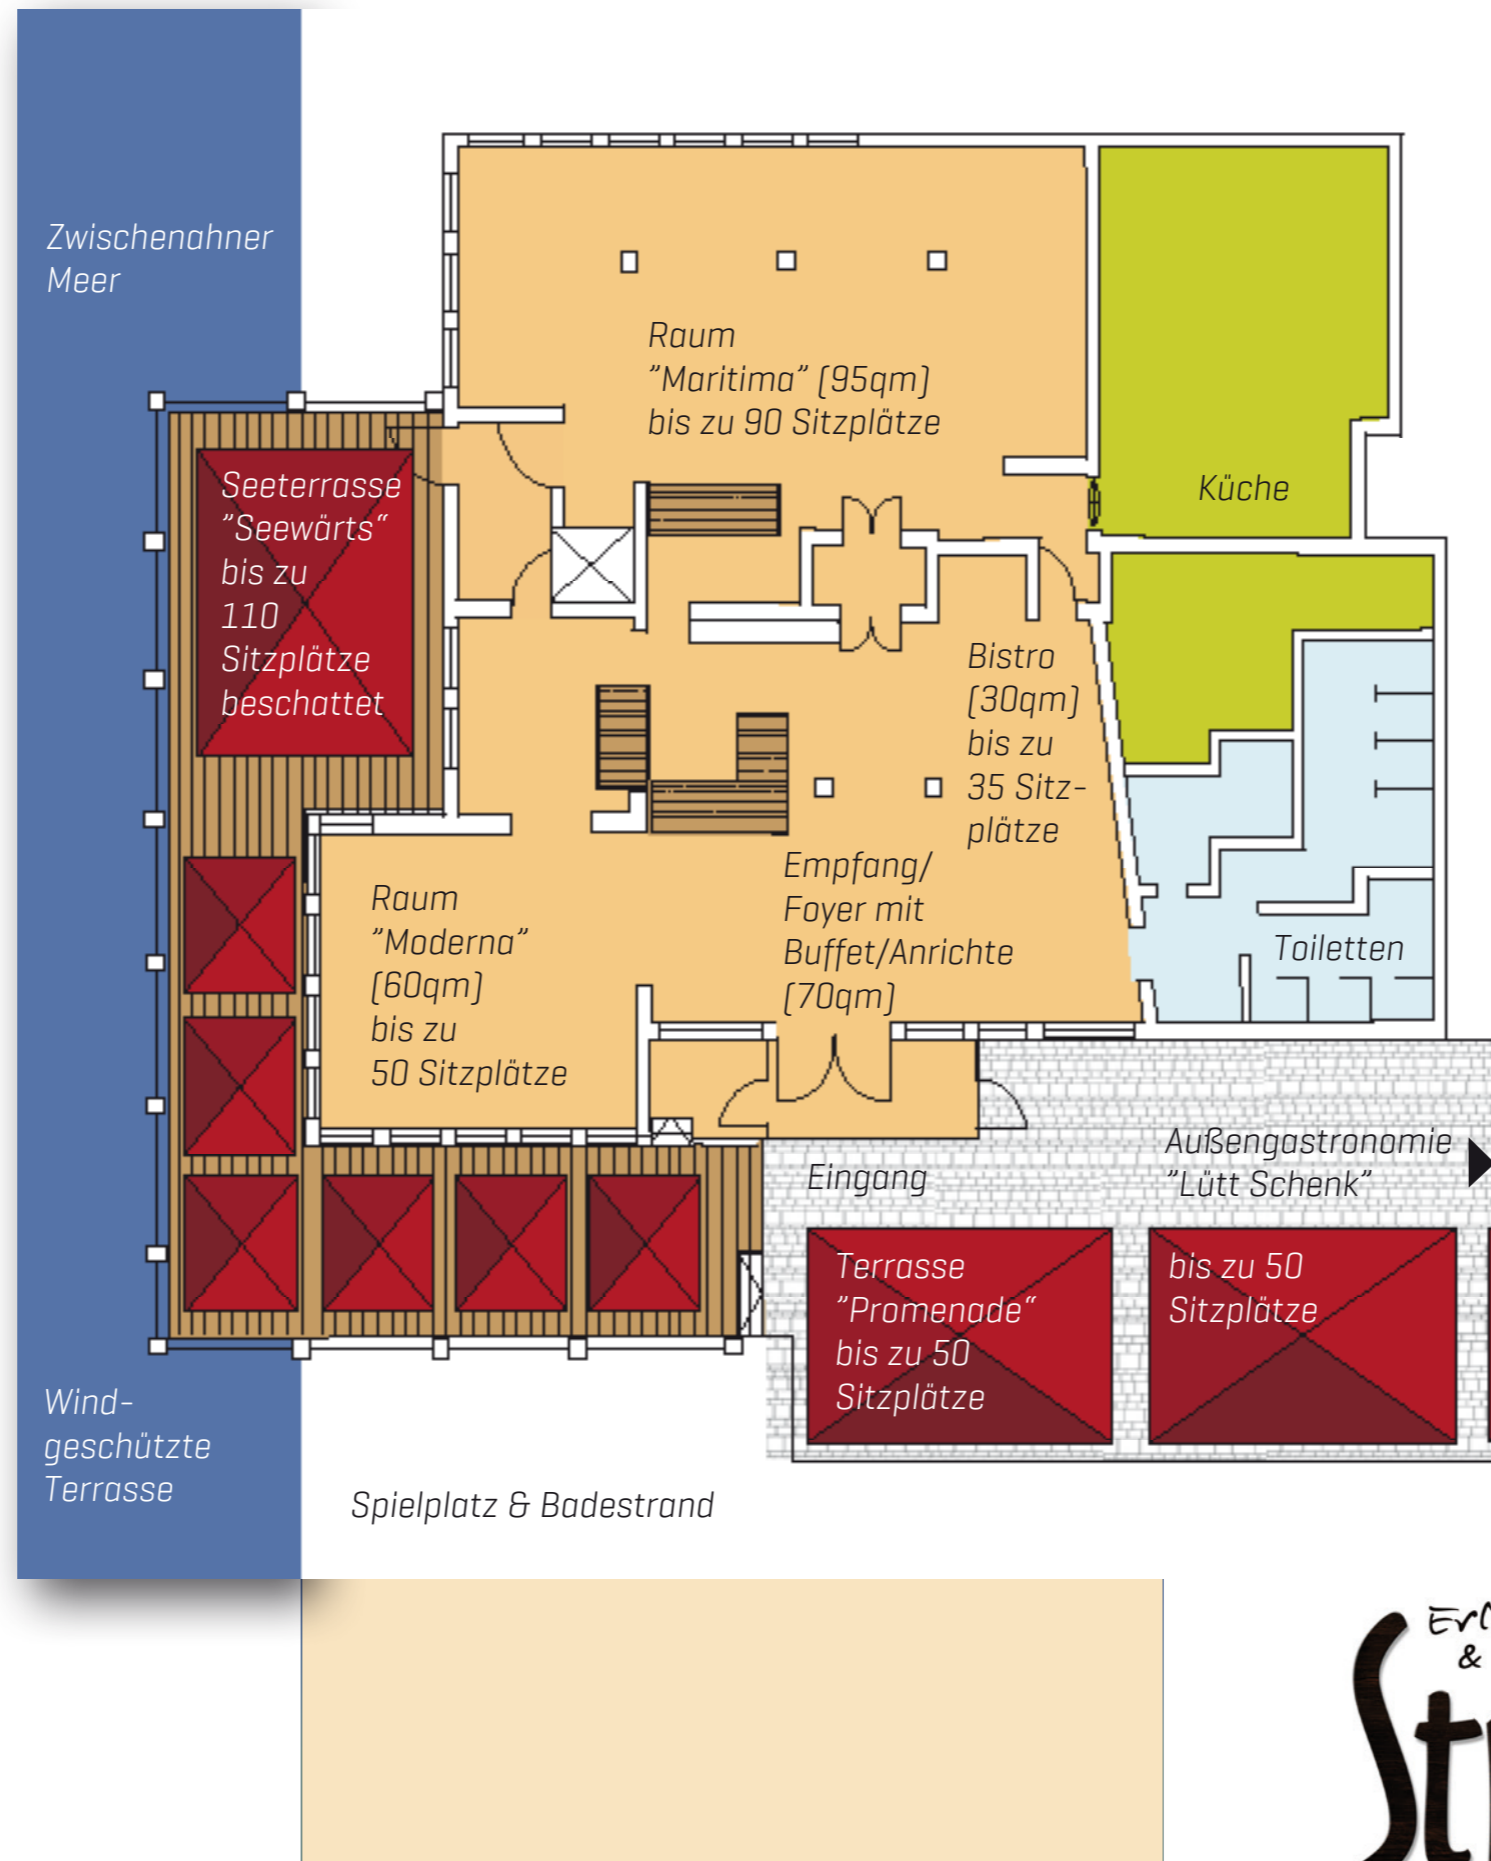 Zwischenahner
Meer
Raum
"Maritima" (95qm)
bis zu 90 Sitzplätze
Küche
Seeterrasse
"Seewärts"
bis zu
110
Sitzplätze
beschattet
Bistro
(30qm)
bis zu
35 Sitz-
plätze
Empfang/
Foyer mit
Buffet/Anrichte
(70qm)
Raum
"Moderna"
(60qm)
bis zu
50 Sitzplätze
Toiletten
Eingang
Außengastronomie
"Lütt Schenk"
Terrasse
"Promenade"
bis zu 50
Sitzplätze
bis zu 50
Sitzplätze
Wind-
geschützte
Terrasse
Spielplatz & Badestrand
&